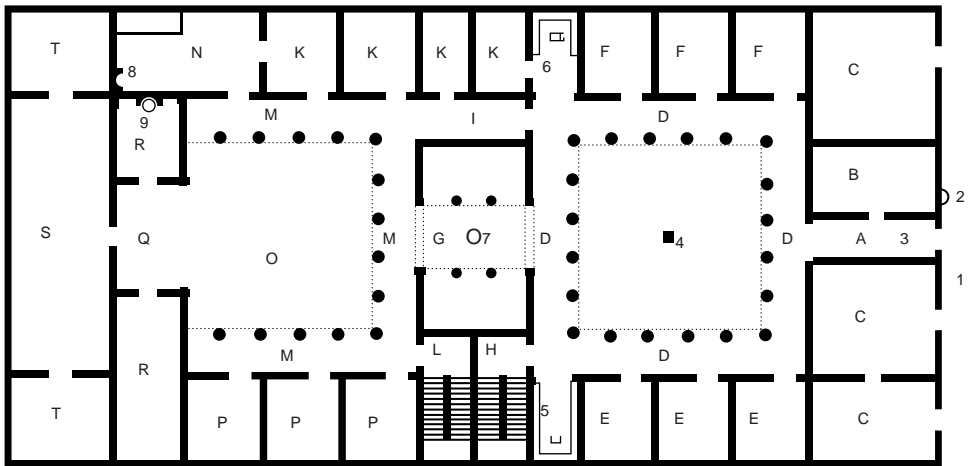 T N K K K K F F F C
8 6
9 M I D
R B 2
S Q O M G O7 D 4 D A 3
1
C
M L H D
T R P P P 5 E E E C